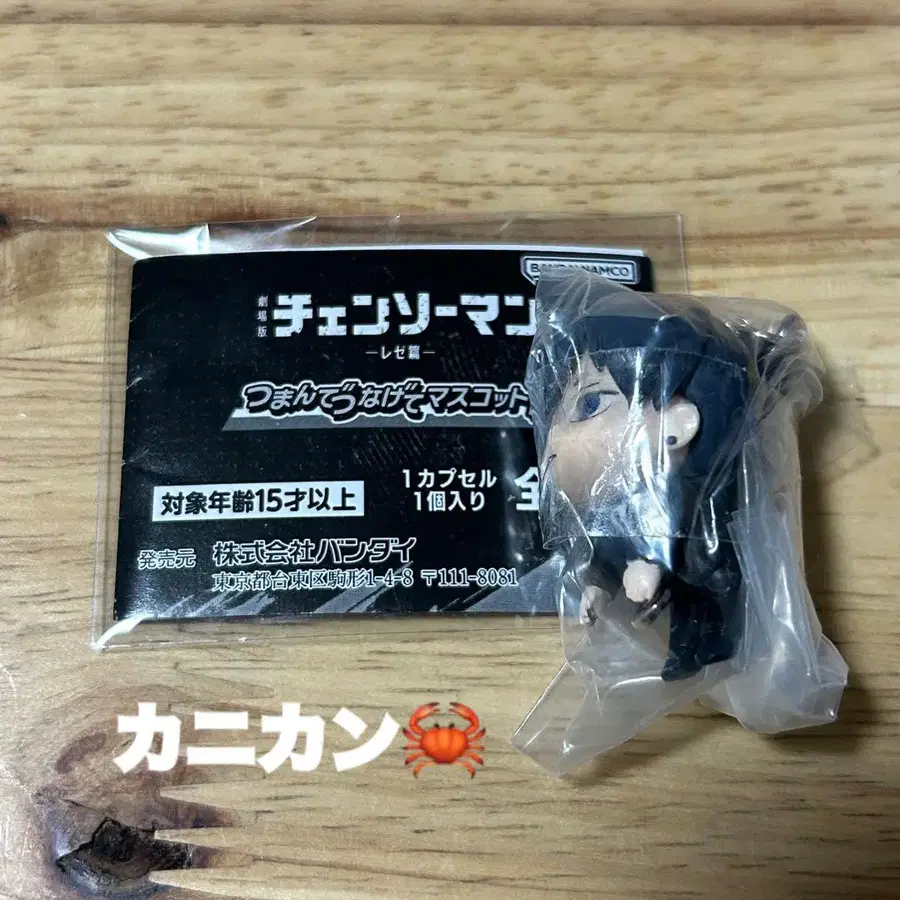 BANDAI NAMCO
劇場版 チェンソーマン
ーレゼ篇ー
つまんでつなげてマスコット
対象年齢15才以上
1カプセル
1個入り
全
発売元 株式会社バンダイ
東京都台東区駒形1-4-8 〒111-8081
カニカン🦀